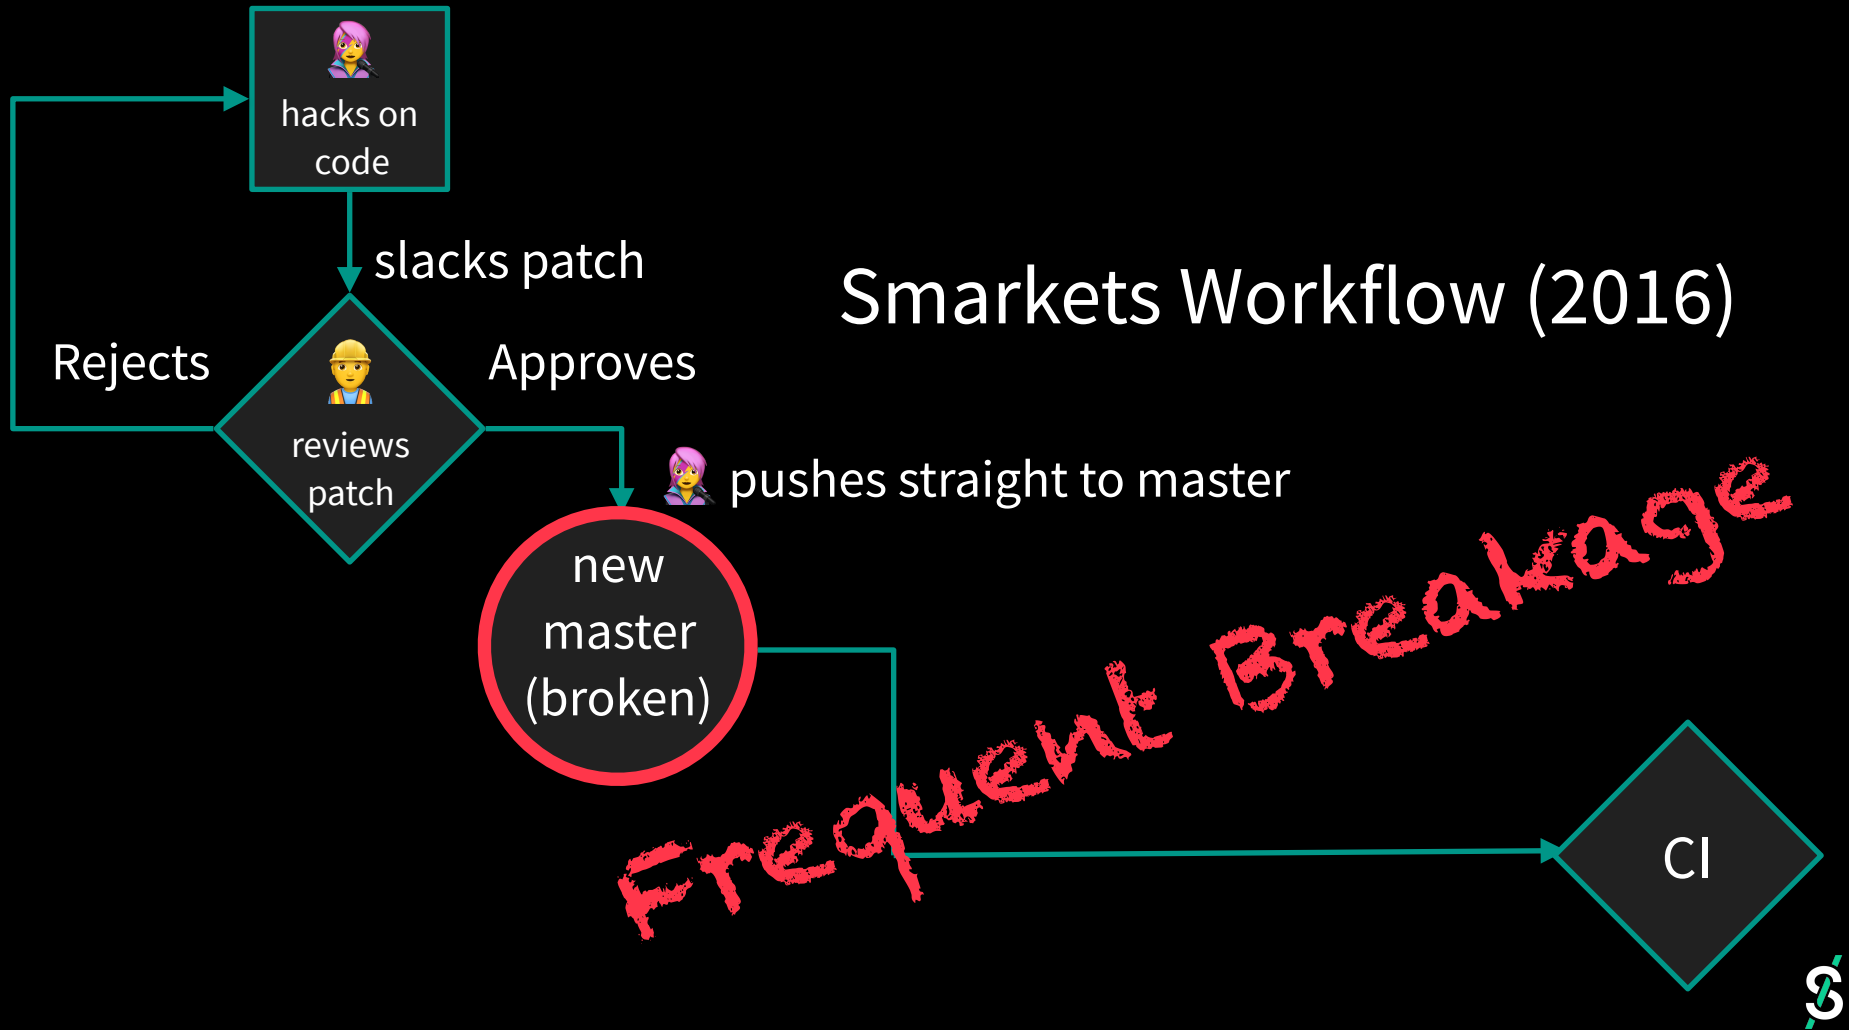 hacks on
code
slacks patch
Smarkets Workflow (2016)
Rejects
Approves
reviews
patch
pushes straight to master
new
master
(broken)
Frequent Breakage
CI